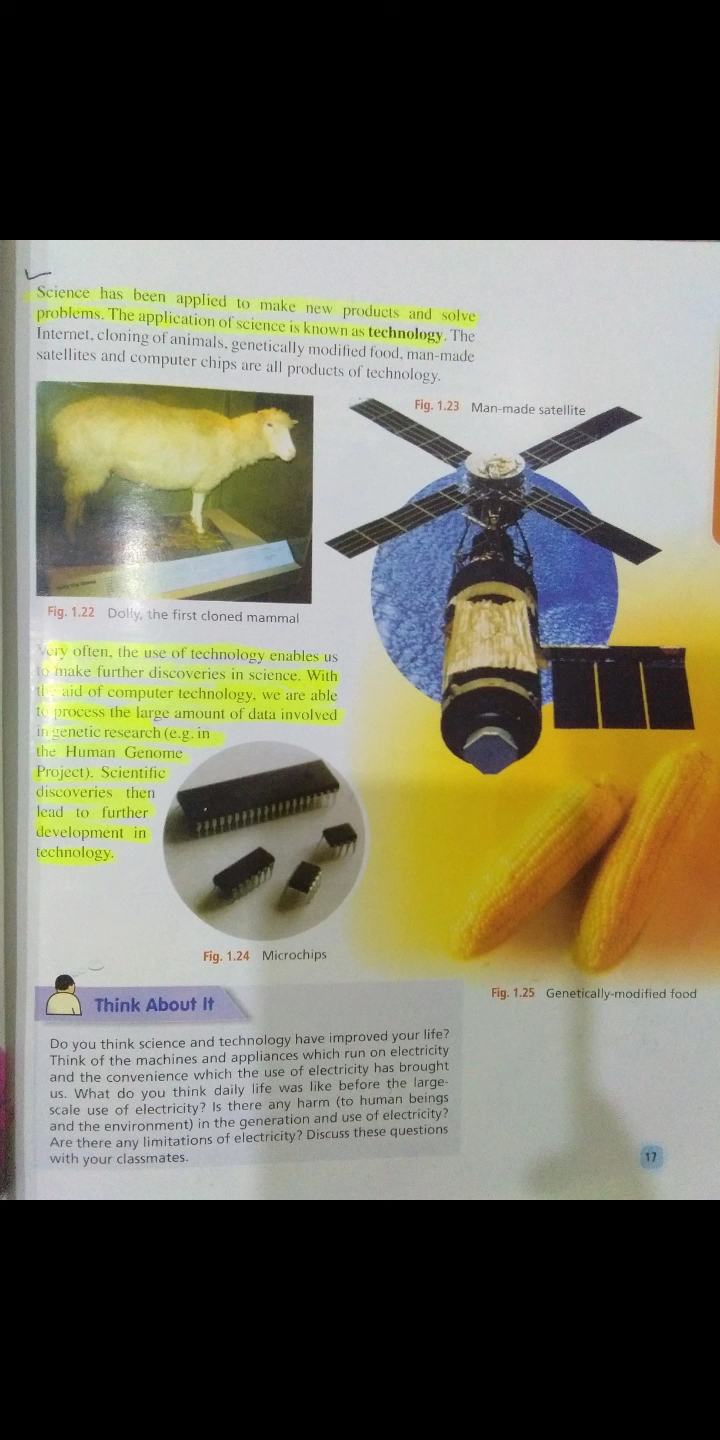 Science has been applied to make new products and solve
problems. The application of science is known as technology. The
Internet, cloning of animals, genetically modified food, man-made
satellites and computer chips are all products of technology.
Fig. 1.23 Man-made satellite
Fig. 1.22 Dolly, the first cloned mammal
Very often, the use of technology enables us
to make further discoveries in science. With
the aid of computer technology, we are able
to process the large amount of data involved
in genetic research (e.g. in
the Human Genome
Project). Scientific
discoveries then
lead to further
development in
technology.
Fig. 1.24 Microchips
Fig. 1.25 Genetically-modified food
Think About It
Do you think science and technology have improved your life?
Think of the machines and appliances which run on electricity
and the convenience which the use of electricity has brought
us. What do you think daily life was like before the large-
scale use of electricity? Is there any harm (to human beings
and the environment) in the generation and use of electricity?
Are there any limitations of electricity? Discuss these questions
with your classmates.
17